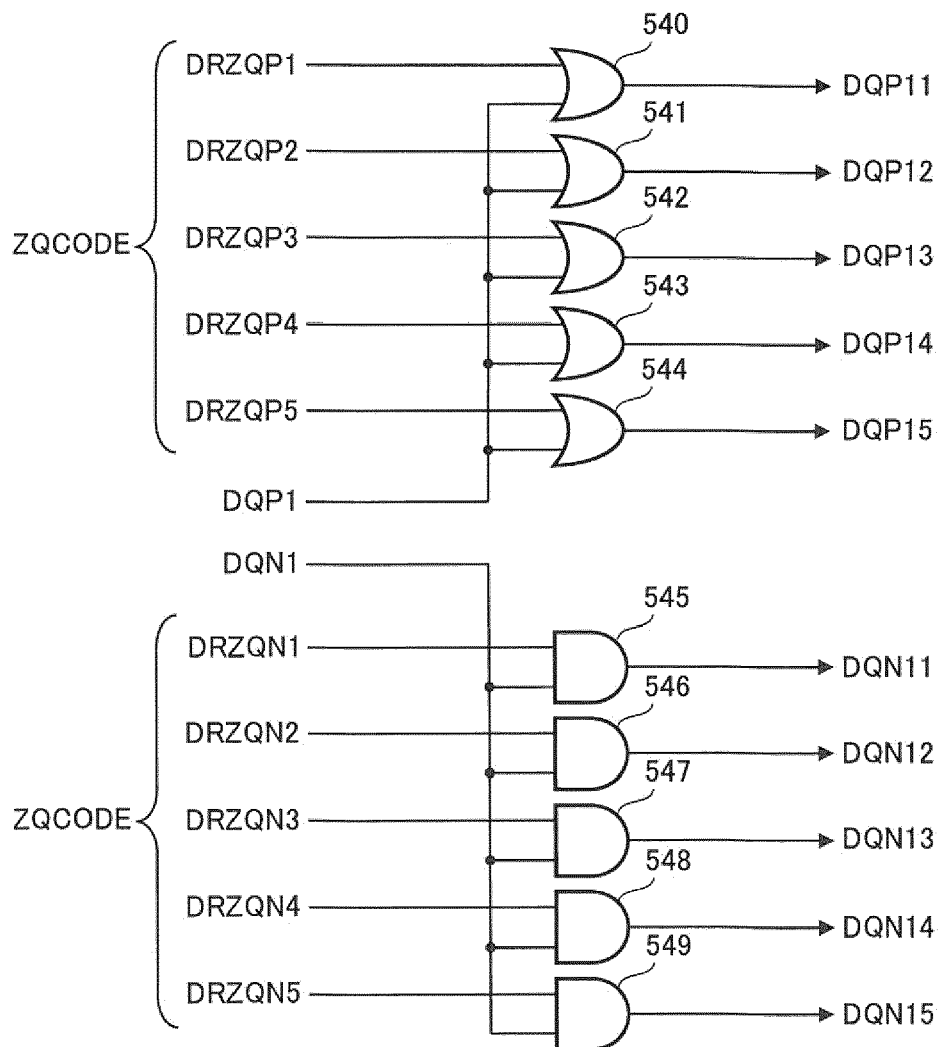 540
DRZQP1
DQP11
541
DRZQP2
DQP12
542
ZQCODE
DRZQP3
DQP13
543
DRZQP4
DQP14
544
DRZQP5
DQP15
DQP1
DQN1
545
DRZQN1
DQN11
546
DRZQN2
DQN12
547
ZQCODE
DRZQN3
DQN13
548
DRZQN4
DQN14
549
DRZQN5
DQN15